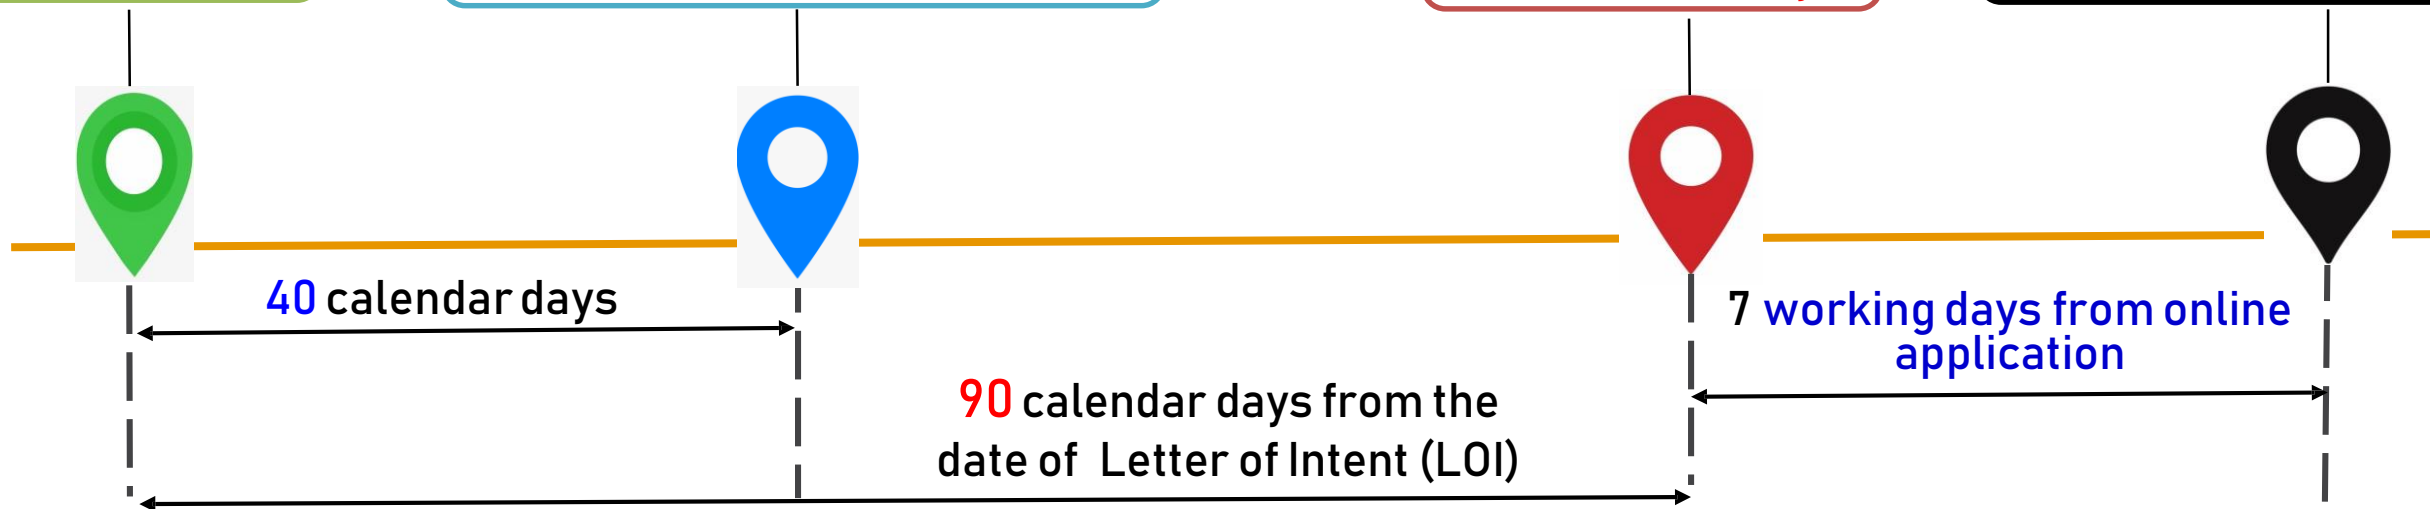 40 calendar days
7 working days from online
application
90 calendar days from the
date of Letter of Intent (LOI)